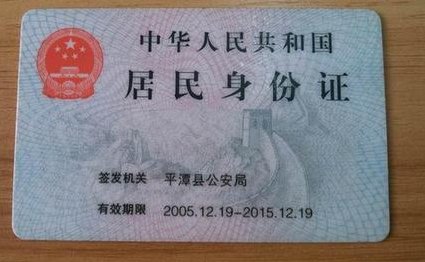 中华人民共和国
居民身份证
签发机关 平潭县公安局
有效期限 2005.12.19-2015.12.19